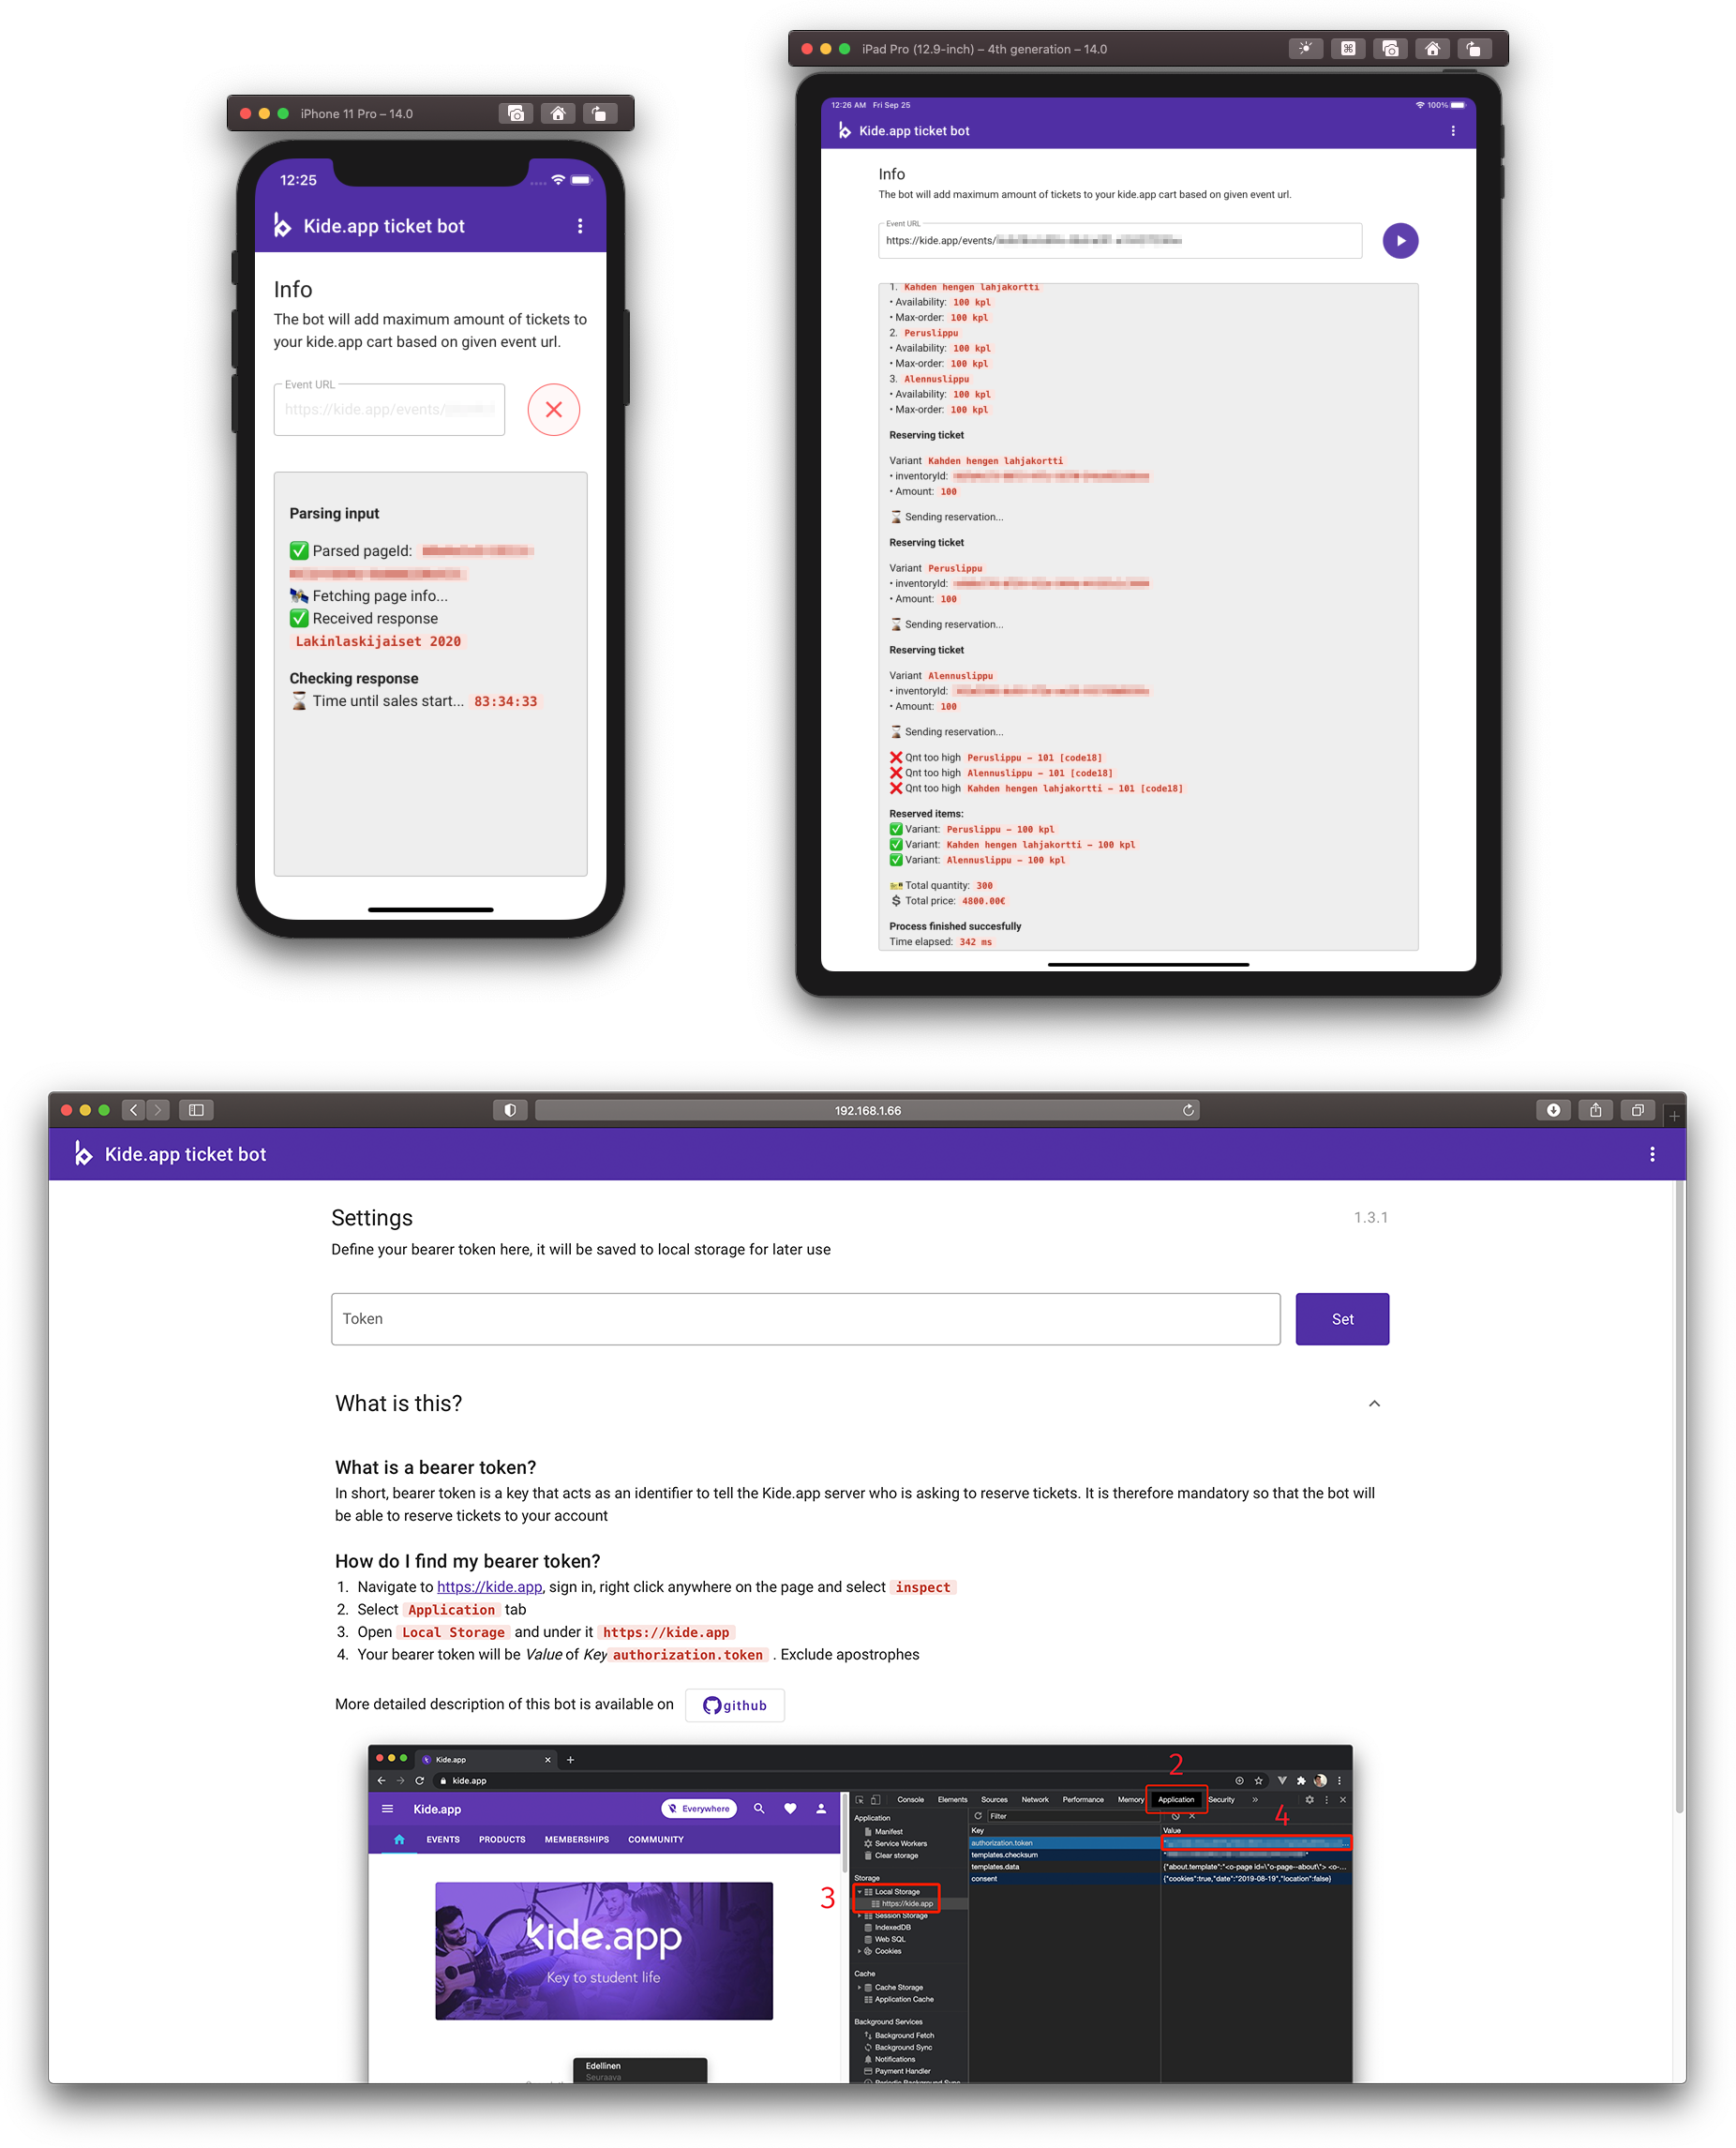 iPhone 11 Pro – 14.0
12:25
Kide.app ticket bot
Info
The bot will add maximum amount of tickets to
your kide.app cart based on given event url.
Event URL
https://kide.app/events/
Parsing input
✅ Parsed pageId:
🛰 Fetching page info...
✅ Received response
Lakinlaskijaiset 2020
Checking response
⏳ Time until sales start... 83:34:33
iPad Pro (12.9-inch) – 4th generation – 14.0
12:26 AM Fri Sep 25
100%
Kide.app ticket bot
Info
The bot will add maximum amount of tickets to your kide.app cart based on given event url.
Event URL
https://kide.app/events/
1. Kahden hengen lahjakortti
• Availability: 100 kpl
• Max-order: 100 kpl
2. Peruslippu
• Availability: 100 kpl
• Max-order: 100 kpl
3. Alennuslippu
• Availability: 100 kpl
• Max-order: 100 kpl
Reserving ticket
Variant Kahden hengen lahjakortti
• inventoryId:
• Amount: 100
⏳ Sending reservation...
Reserving ticket
Variant Peruslippu
• inventoryId:
• Amount: 100
⏳ Sending reservation...
Reserving ticket
Variant Alennuslippu
• inventoryId:
• Amount: 100
⏳ Sending reservation...
❌ Qnt too high Peruslippu – 101 [code18]
❌ Qnt too high Alennuslippu – 101 [code18]
❌ Qnt too high Kahden hengen lahjakortti – 101 [code18]
Reserved items:
✅ Variant: Peruslippu – 100 kpl
✅ Variant: Kahden hengen lahjakortti – 100 kpl
✅ Variant: Alennuslippu – 100 kpl
🎫 Total quantity: 300
💲 Total price: 4800.00€
Process finished succesfully
Time elapsed: 342 ms
192.168.1.66
Kide.app ticket bot
Settings
1.3.1
Define your bearer token here, it will be saved to local storage for later use
Token
Set
What is this?
What is a bearer token?
In short, bearer token is a key that acts as an identifier to tell the Kide.app server who is asking to reserve tickets. It is therefore mandatory so that the bot will
be able to reserve tickets to your account
How do I find my bearer token?
1. Navigate to https://kide.app, sign in, right click anywhere on the page and select inspect
2. Select Application tab
3. Open Local Storage and under it https://kide.app
4. Your bearer token will be Value of Key authorization.token . Exclude apostrophes
More detailed description of this bot is available on github
Kide.app
kide.app
2
Kide.app
Everywhere
EVENTS PRODUCTS MEMBERSHIPS COMMUNITY
kide.app
Key to student life
Edellinen
Seuraava
Console Elements Sources Network Performance Memory Application Security »
4
Application
Manifest
Service Workers
Clear storage
Storage
3
Local Storage
https://kide.app
Session Storage
IndexedDB
Web SQL
Cookies
Cache
Cache Storage
Application Cache
Background Services
Background Fetch
Background Sync
Notifications
Payment Handler
Periodic Background Sync
Filter
Key Value
authorization.token
templates.checksum
templates.data {"about.template":"<o-page id=\"o-page--about\"> <o-...
consent {"cookies":true,"date":"2019-08-19","location":false}